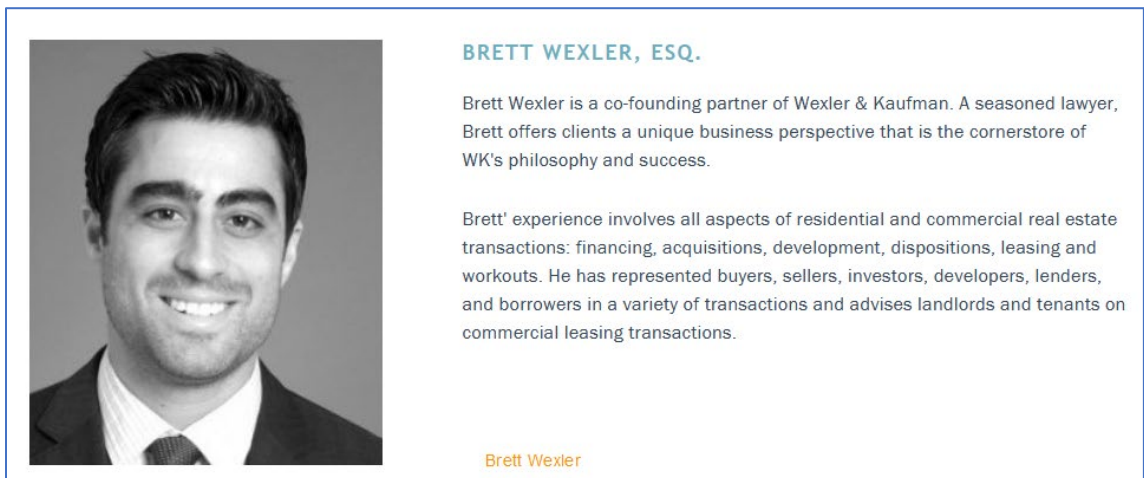 BRETT WEXLER, ESQ.
Brett Wexler is a co-founding partner of Wexler & Kaufman. A seasoned lawyer,
Brett offers clients a unique business perspective that is the cornerstore of
WK's philosophy and success.
Brett' experience involves all aspects of residential and commercial real estate
transactions: financing, acquisitions, development, dispositions, leasing and
workouts. He has represented buyers, sellers, investors, developers, lenders,
and borrowers in a variety of transactions and advises landlords and tenants on
commercial leasing transactions.
Brett Wexler